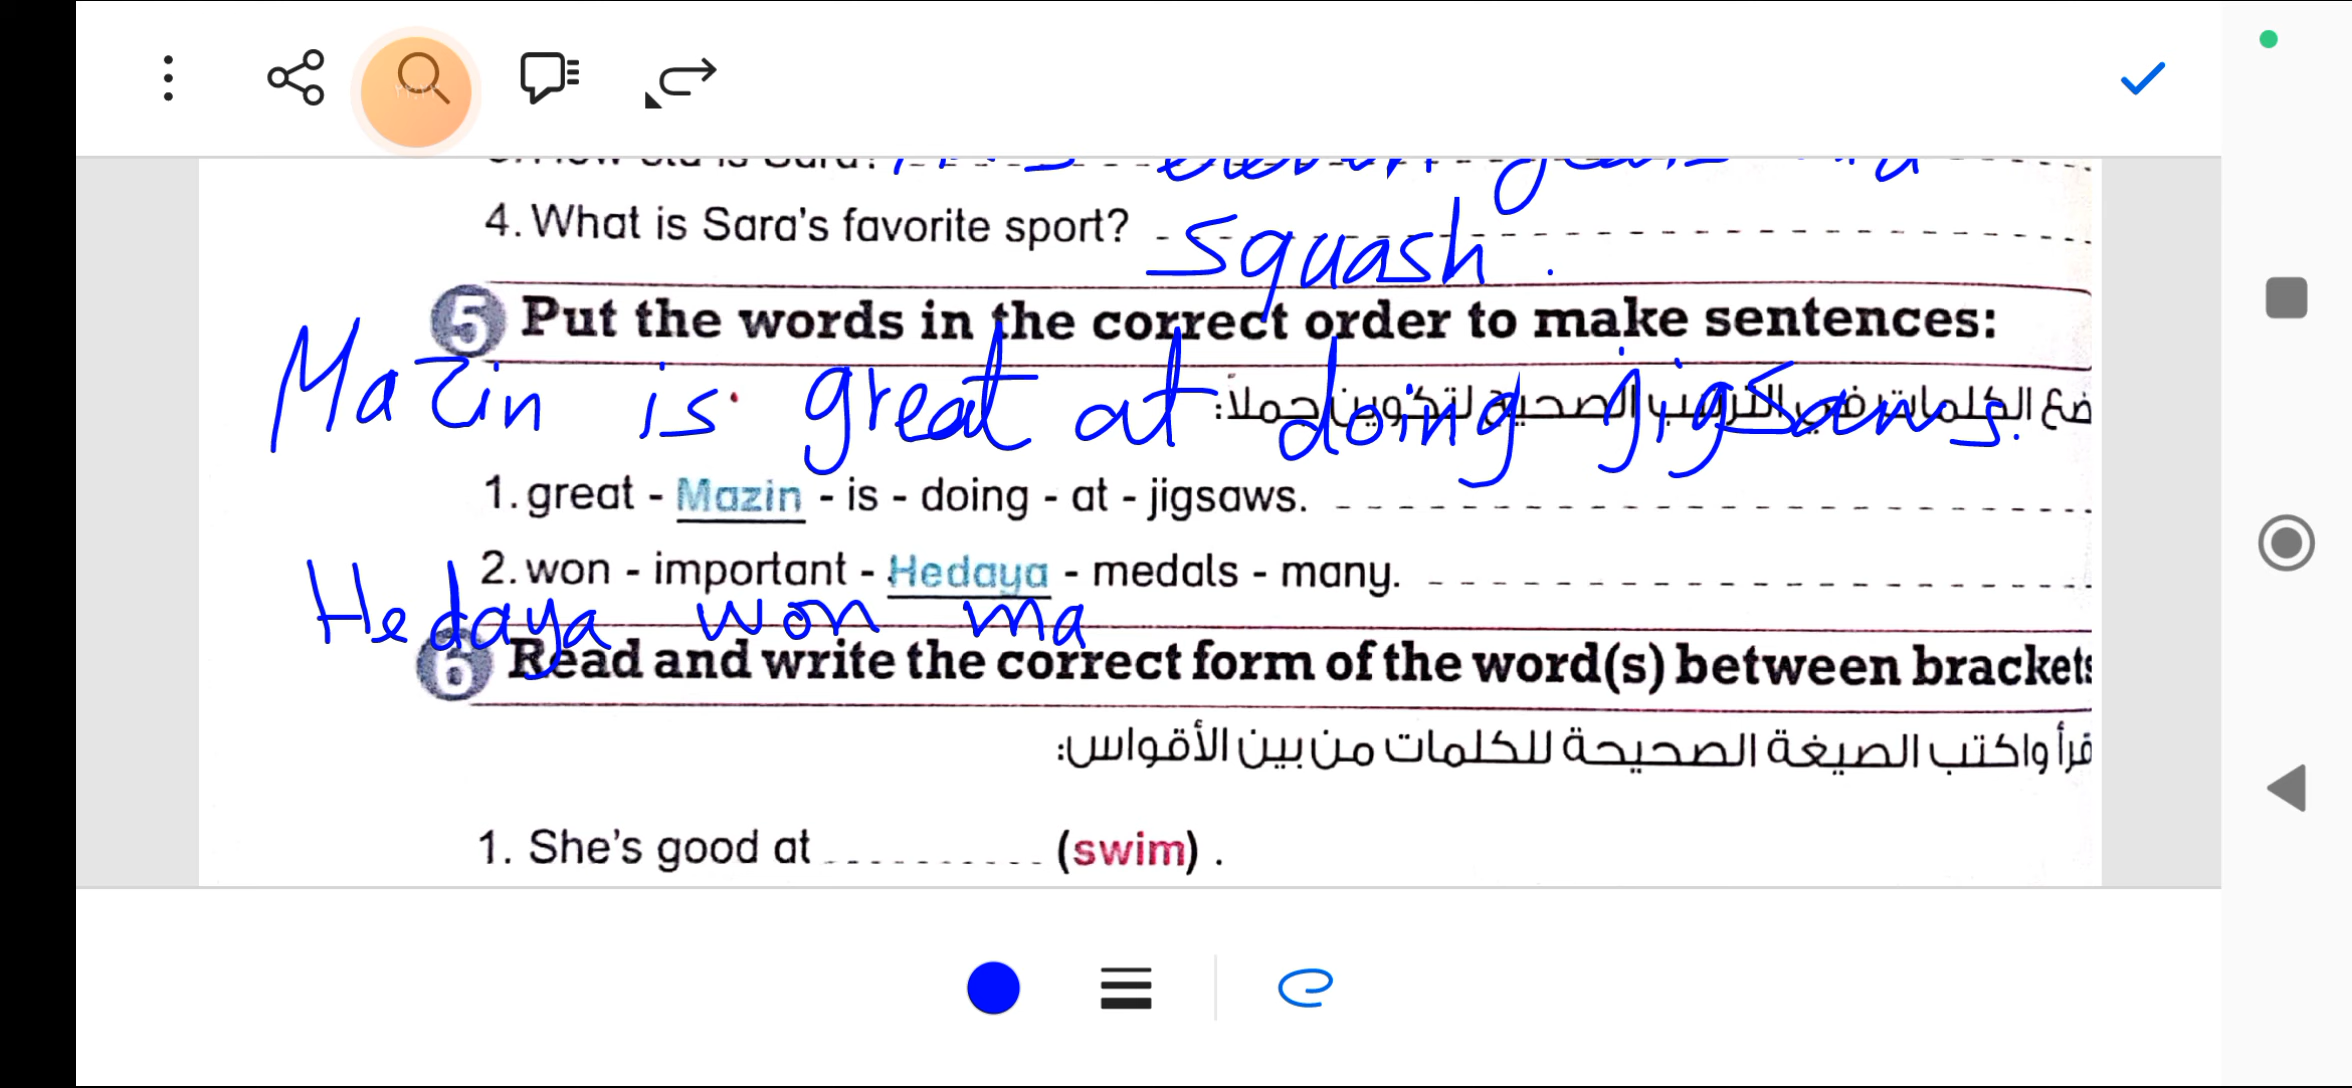 4. What is Sara's favorite sport? Squash.
5 Put the words in the correct order to make sentences:
ضع الكلمات في الترتيب الصحيح لتكوين جملاً:
Mazin is great at doing jigsaws.
1. great - Mazin - is - doing - at - jigsaws.
2. won - important - Hedaya - medals - many.
Hedaya won ma
6 Read and write the correct form of the word(s) between brackets
قرأ واكتب الصيغة الصحيحة للكلمات من بين الأقواس:
1. She's good at .......... (swim) .